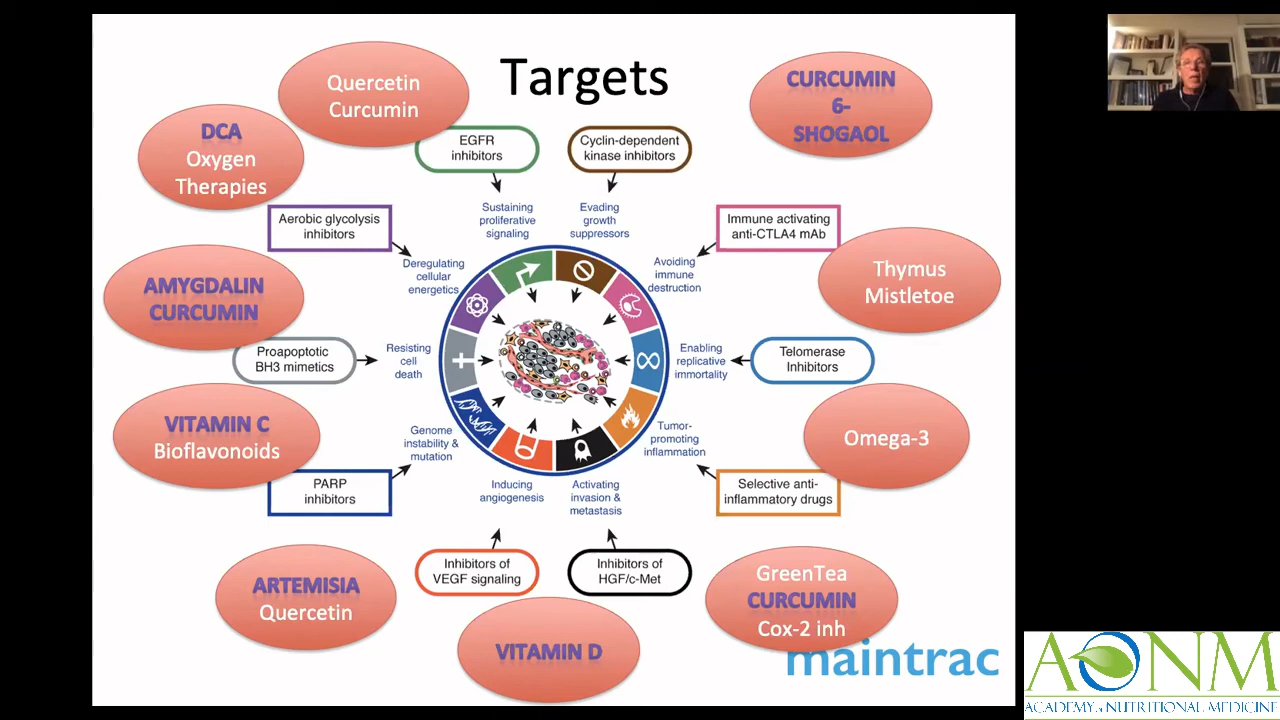 Targets
Quercetin
Curcumin
CURCUMIN
6-
SHOGAOL
DCA
Oxygen
Therapies
EGFR
inhibitors
Cyclin-dependent
kinase inhibitors
Aerobic glycolysis
inhibitors
Sustaining
proliferative
signaling
Evading
growth
suppressors
Immune activating
anti-CTLA4 mAb
Deregulating
cellular
energetics
Avoiding
immune
destruction
Thymus
Mistletoe
AMYGDALIN
CURCUMIN
Proapoptotic
BH3 mimetics
Resisting
cell
death
Enabling
replicative
immortality
Telomerase
Inhibitors
VITAMIN C
Bioflavonoids
Genome
instability &
mutation
Tumor-
promoting
inflammation
Omega-3
PARP
inhibitors
Inducing
angiogenesis
Activating
invasion &
metastasis
Selective anti-
inflammatory drugs
ARTEMISIA
Quercetin
Inhibitors of
VEGF signaling
Inhibitors of
HGF/c-Met
GreenTea
CURCUMIN
Cox-2 inh
VITAMIN D
maintrac
AONM
ACADEMY of NUTRITIONAL MEDICINE